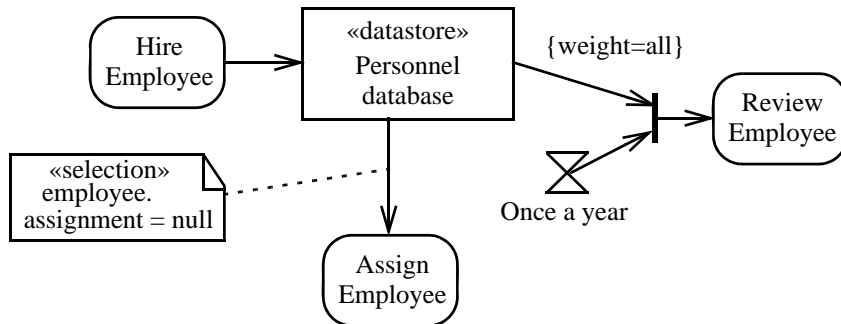 Hire
Employee
«datastore»
Personnel
database
{weight=all}
Review
Employee
«selection»
employee.
assignment = null
Once a year
Assign
Employee